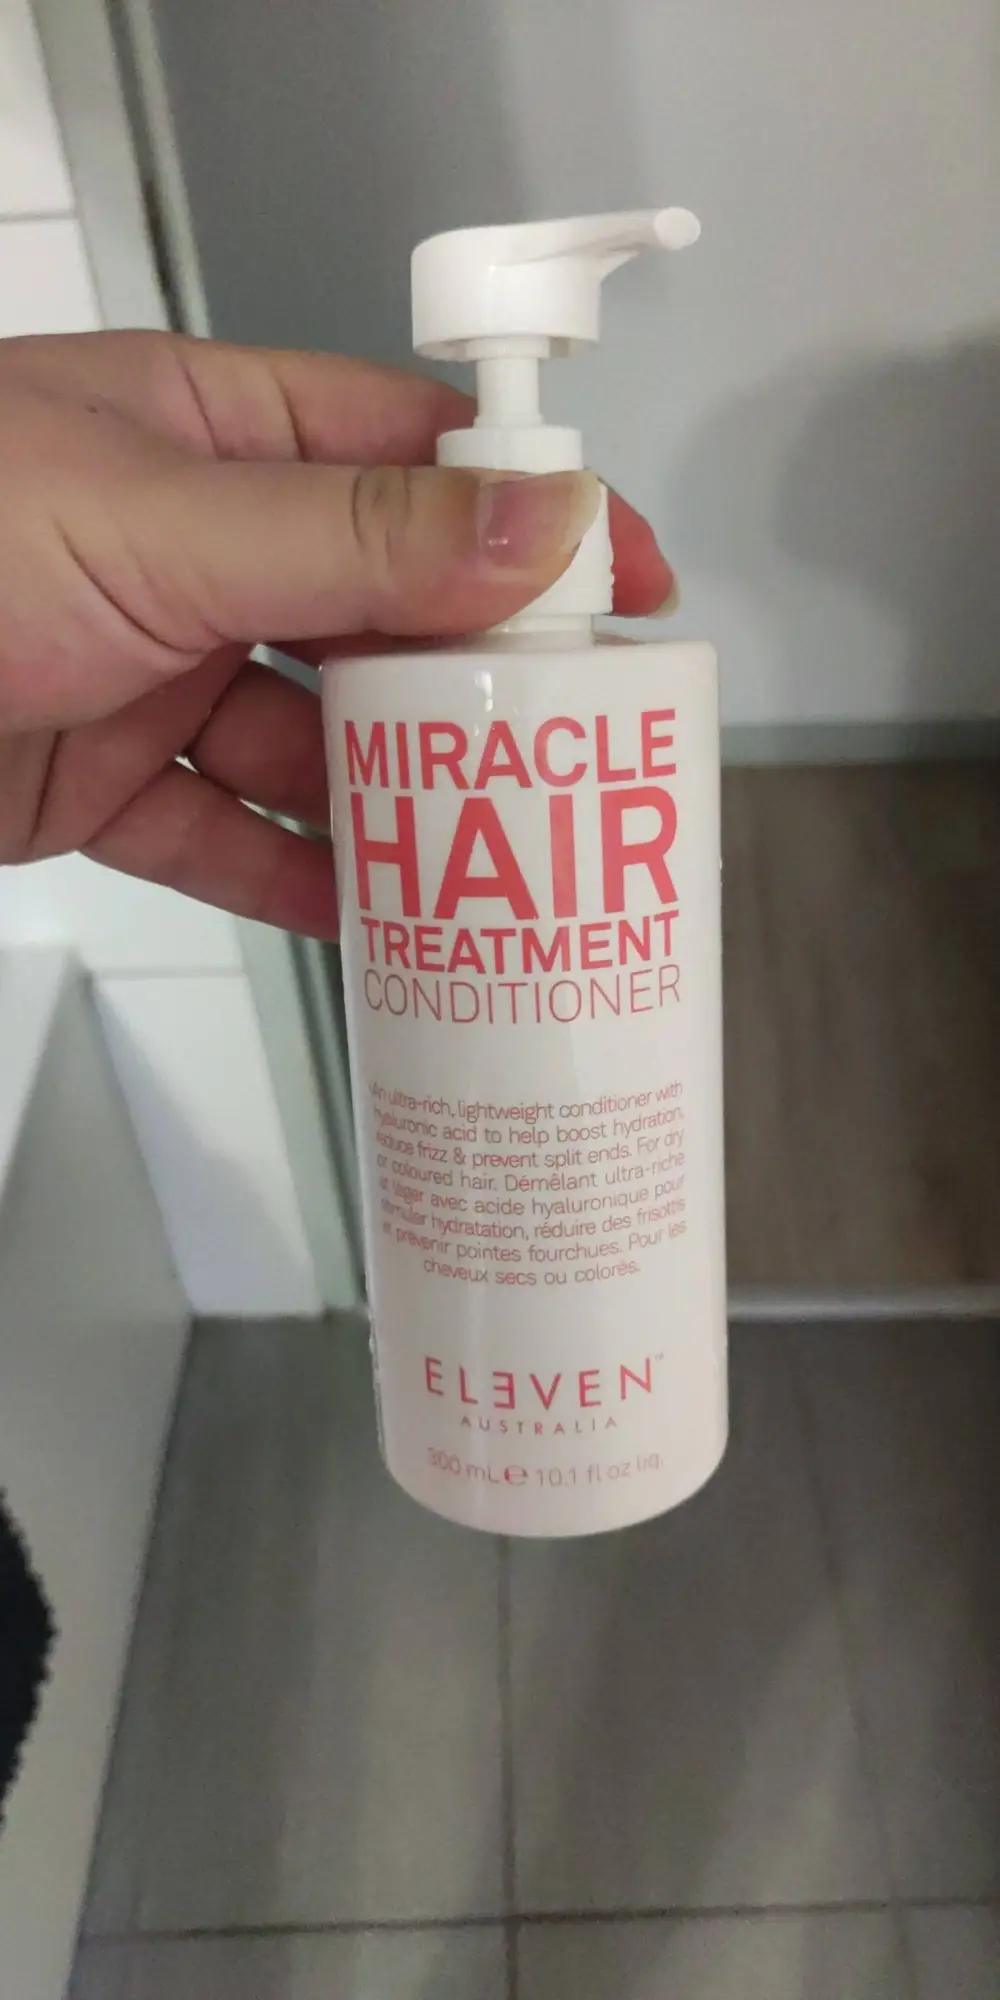 MIRACLE
HAIR
TREATMENT
CONDITIONER
An ultra-rich, lightweight conditioner with
hyaluronic acid to help boost hydration,
reduce frizz & prevent split ends. For dry
or coloured hair. Démêlant ultra-riche
et léger avec acide hyaluronique pour
stimuler hydratation, réduire des frisottis
et prévenir pointes fourchues. Pour les
cheveux secs ou colorés.
ELEVEN™
AUSTRALIA
300 mL ℮ 10.1 fl oz liq.